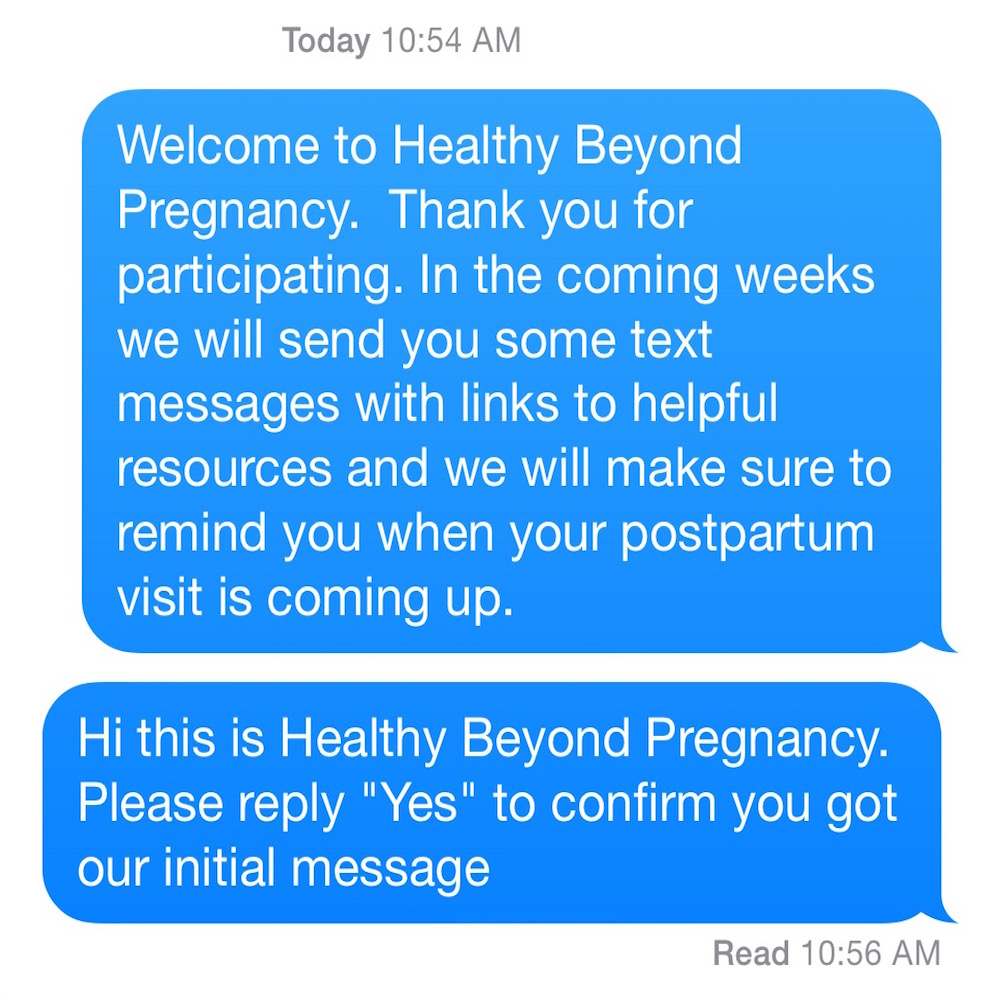 Today 10:54 AM
Welcome to Healthy Beyond
Pregnancy.  Thank you for
participating. In the coming weeks
we will send you some text
messages with links to helpful
resources and we will make sure to
remind you when your postpartum
visit is coming up.
Hi this is Healthy Beyond Pregnancy.
Please reply "Yes" to confirm you got
our initial message
Read 10:56 AM